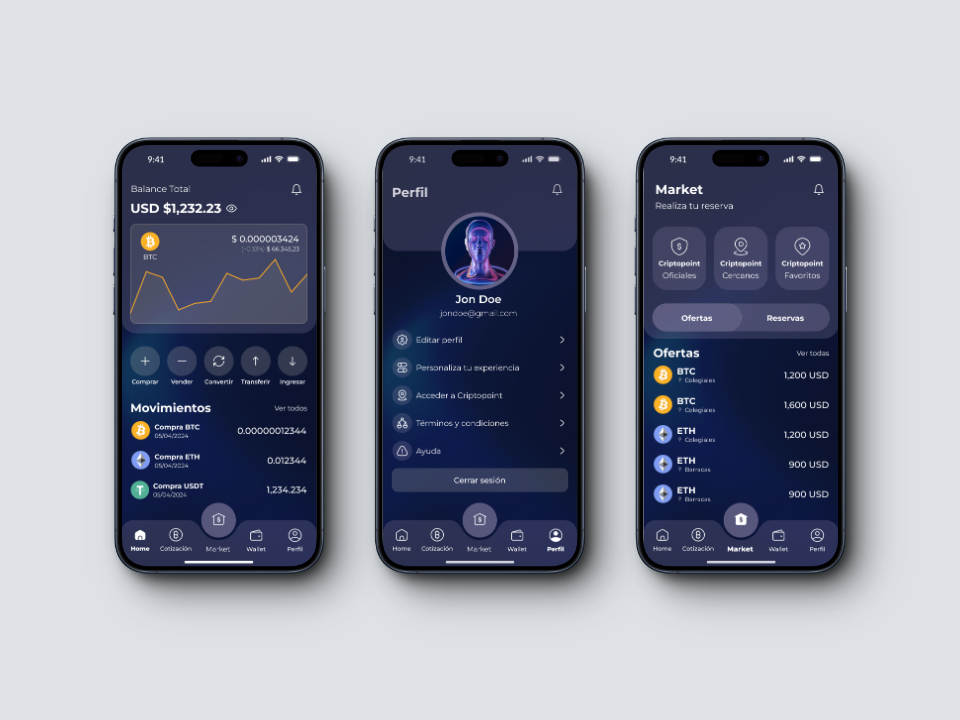 9:41
Balance Total
USD $1,232.23
BTC
$ 0.000003424
(+0.33%) $ 66.345.23
Comprar Vender Convertir Transferir Ingresar
Movimientos Ver todos
Compra BTC
05/04/2024
0.00000012344
Compra ETH
05/04/2024
0.012344
Compra USDT
05/04/2024
1,234.234
Home Cotización Market Wallet Perfil
9:41
Perfil
Jon Doe
jondoe@gmail.com
Editar perfil
Personaliza tu experiencia
Acceder a Criptopoint
Términos y condiciones
Ayuda
Cerrar sesión
Home Cotización Market Wallet Perfil
9:41
Market
Realiza tu reserva
Criptopoint
Oficiales
Criptopoint
Cercanos
Criptopoint
Favoritos
Ofertas Reservas
Ofertas Ver todas
BTC
Colegiales
1,200 USD
BTC
Colegiales
1,600 USD
ETH
Colegiales
1,200 USD
ETH
Barracas
900 USD
ETH
Barracas
900 USD
Home Cotización Market Wallet Perfil